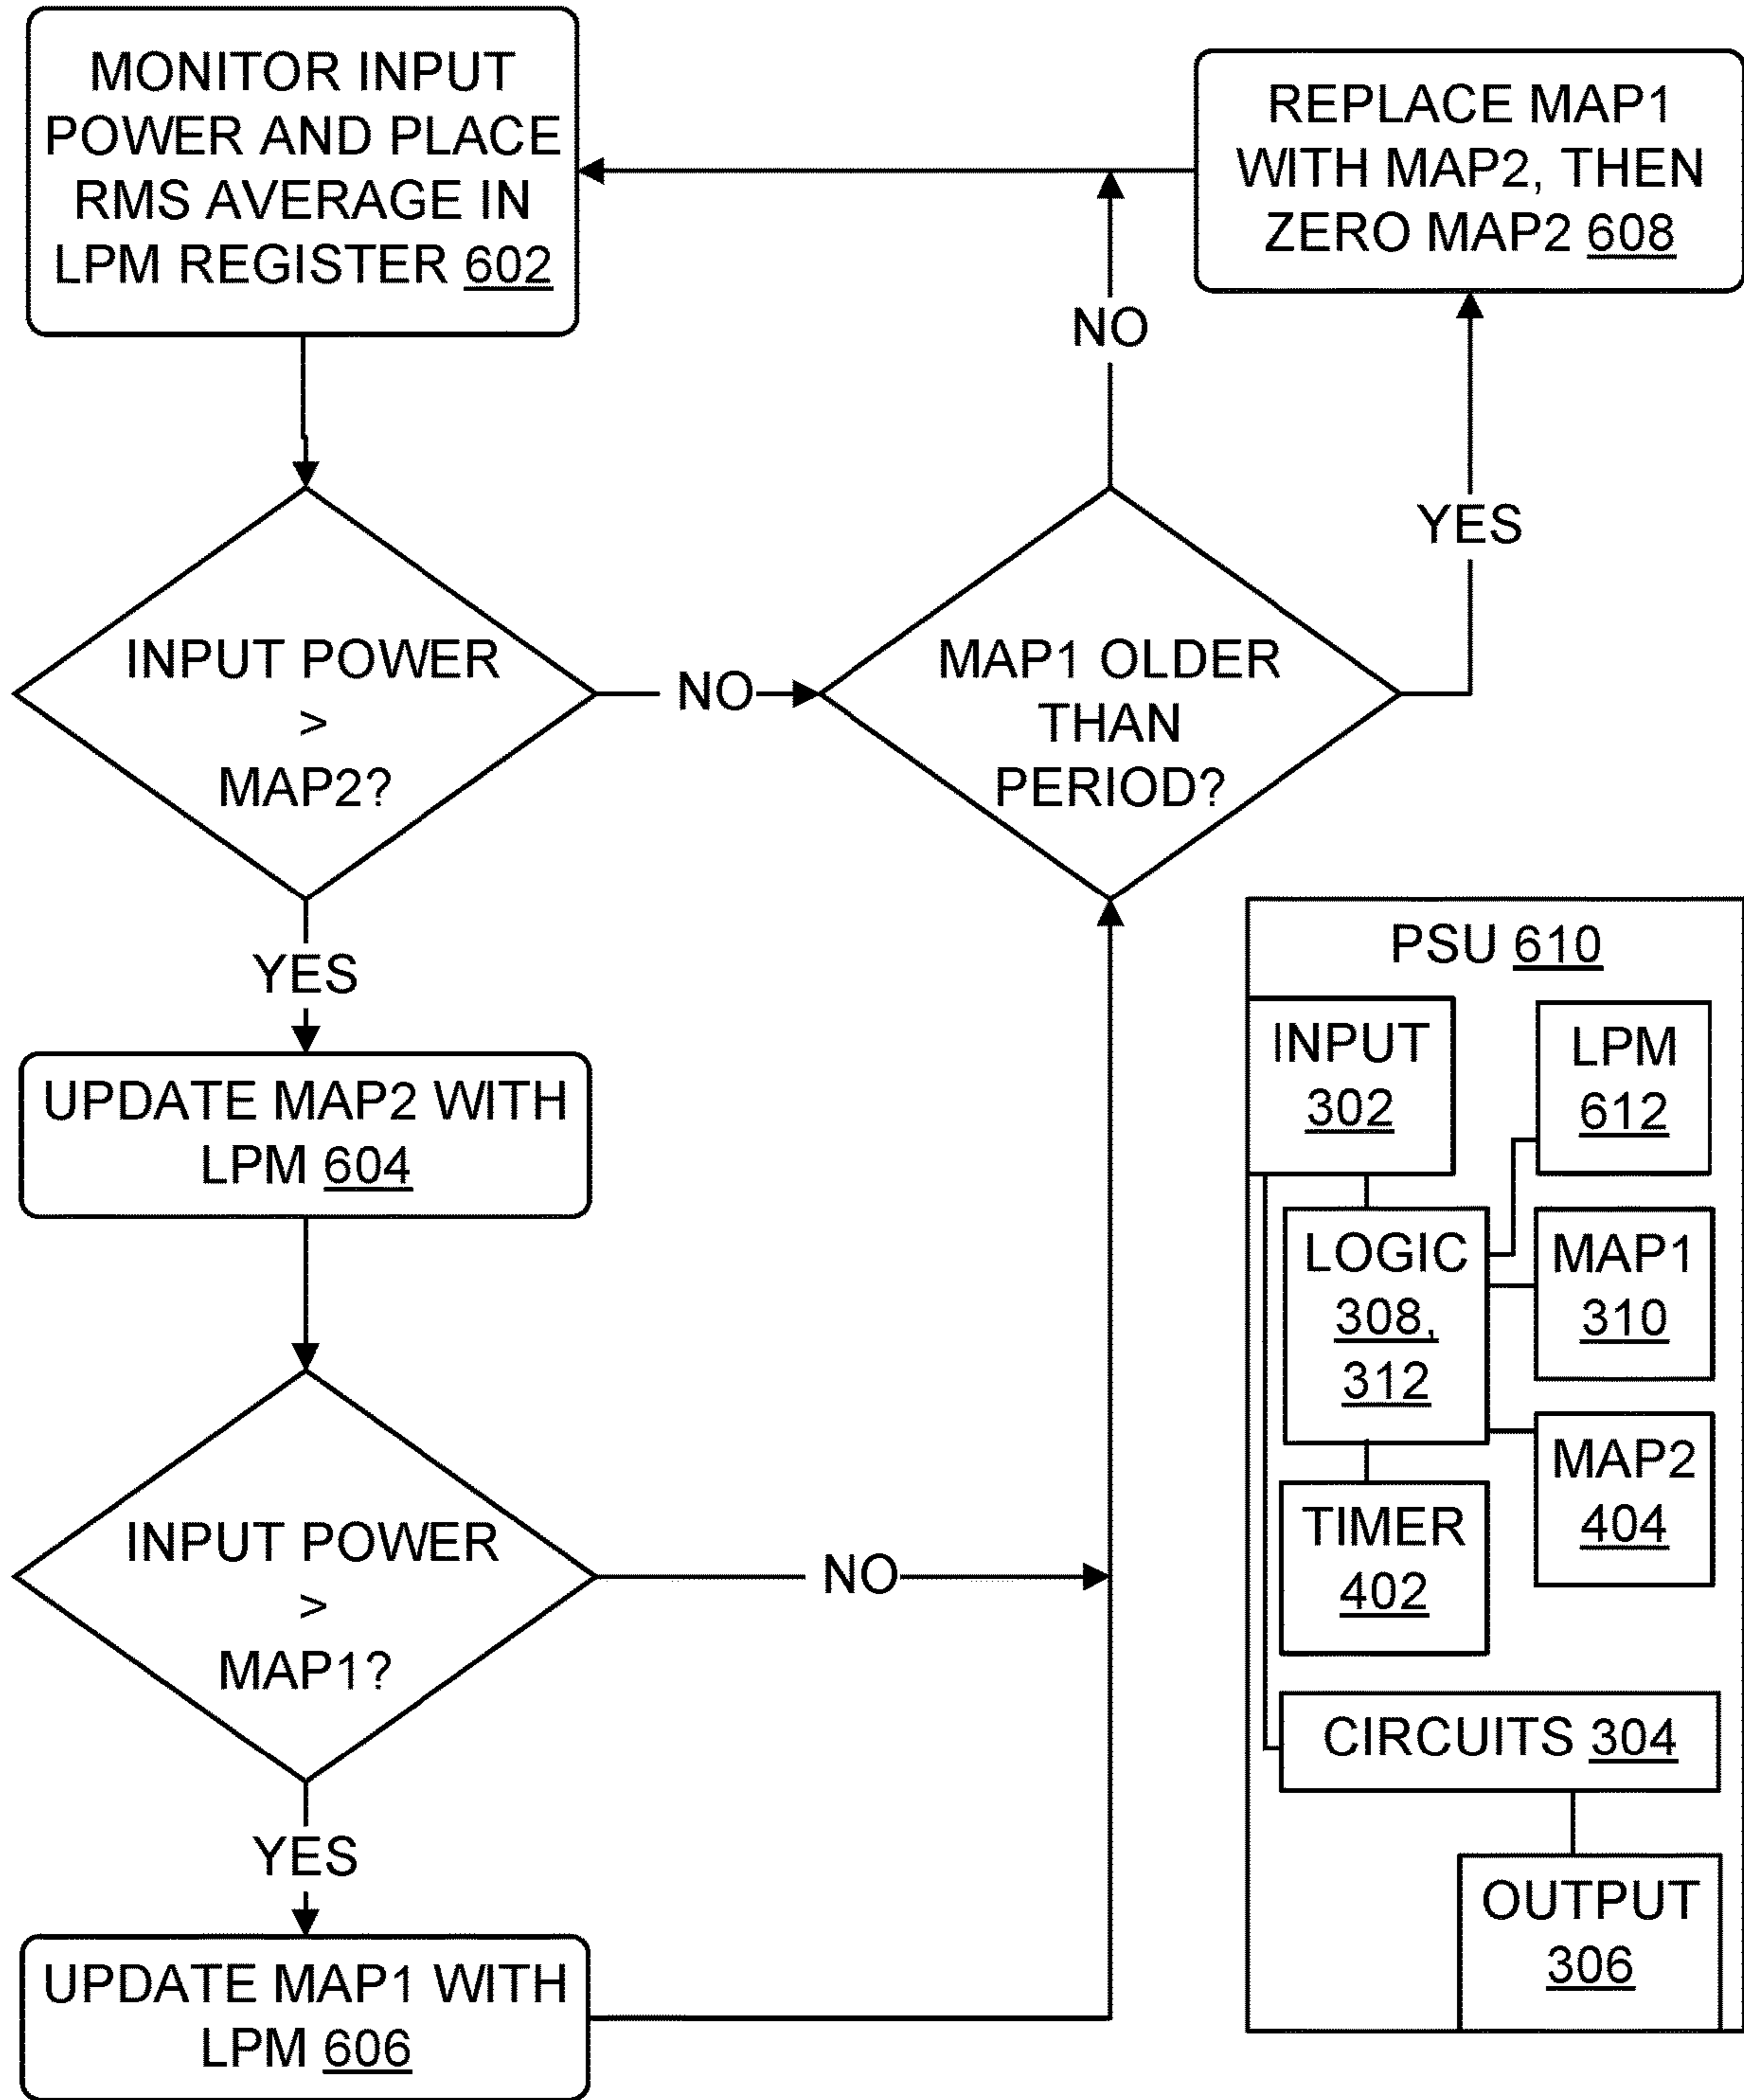 MONITOR INPUT
POWER AND PLACE
RMS AVERAGE IN
LPM REGISTER 602
REPLACE MAP1
WITH MAP2, THEN
ZERO MAP2 608
NO
YES
INPUT POWER
>
MAP2?
NO
MAP1 OLDER
THAN
PERIOD?
YES
UPDATE MAP2 WITH
LPM 604
INPUT POWER
>
MAP1?
NO
YES
UPDATE MAP1 WITH
LPM 606
PSU 610
INPUT
302
LPM
612
LOGIC
308,
312
MAP1
310
MAP2
404
TIMER
402
CIRCUITS 304
OUTPUT
306